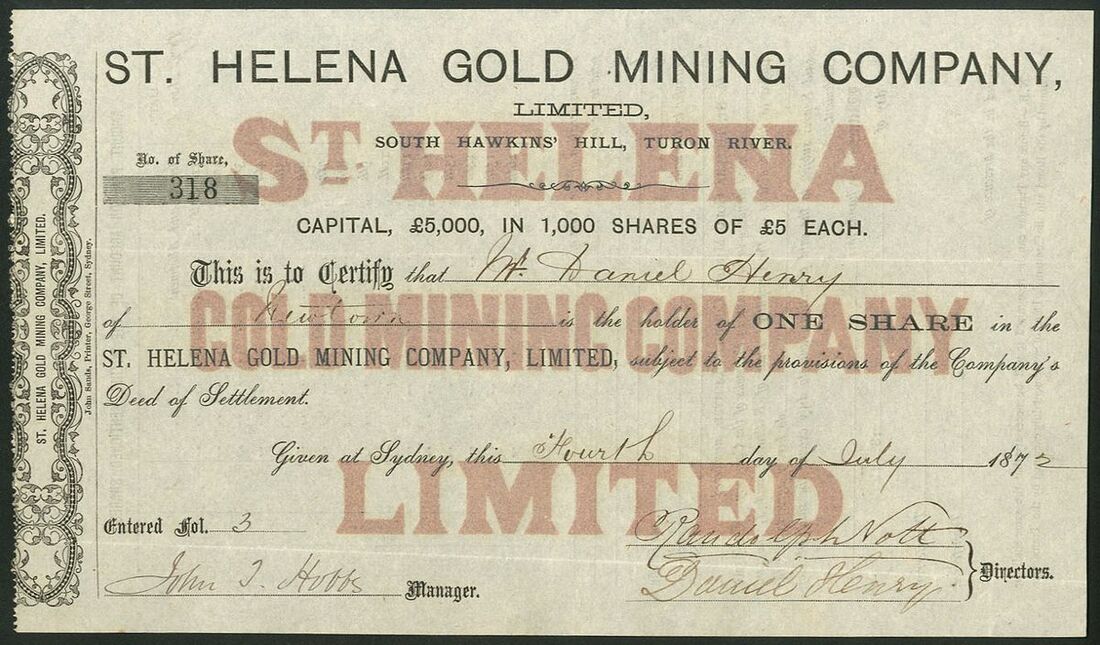 ST. HELENA GOLD MINING COMPANY,
LIMITED,
SOUTH HAWKINS' HILL, TURON RIVER.
No. of Share,
318
CAPITAL, £5,000, IN 1,000 SHARES OF £5 EACH.
This is to Certify that Mr. Daniel Henry
of Newtown is the holder of ONE SHARE in the
ST. HELENA GOLD MINING COMPANY, LIMITED, subject to the provisions of the Company's
Deed of Settlement.
Given at Sydney, this Fourth day of July 1872
Entered Fol. 3
Randolph Nott
John T. Hobbs Manager.
Daniel Henry
Directors.
ST. HELENA
GOLD MINING COMPANY
LIMITED
ST. HELENA GOLD MINING COMPANY, LIMITED.
John Sands, Printer, George Street, Sydney.